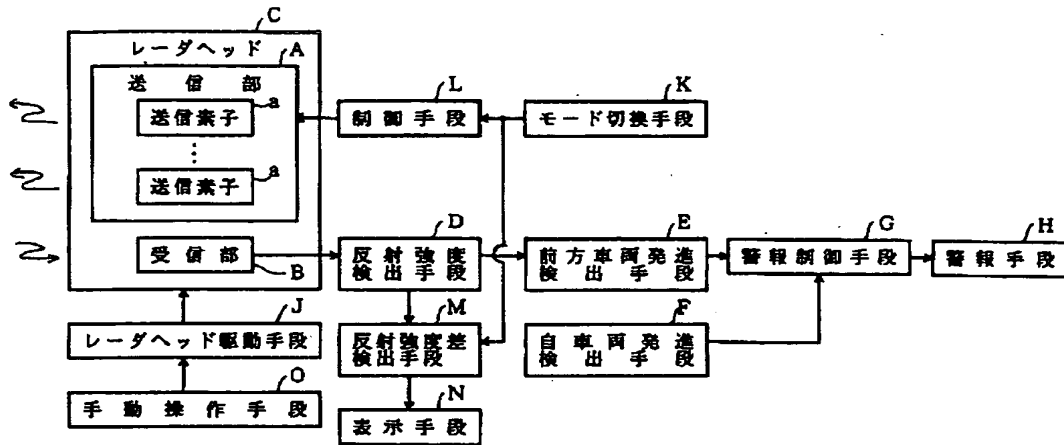 C
レーダヘッド
A
送信部
a
送信素子
⋮
a
送信素子
受信部
B
L
制御手段
K
モード切換手段
D
反射強度
検出手段
E
前方車両発進
検出手段
G
警報制御手段
H
警報手段
J
レーダヘッド駆動手段
M
反射強度差
検出手段
F
自車両発進
検出手段
O
手動操作手段
N
表示手段